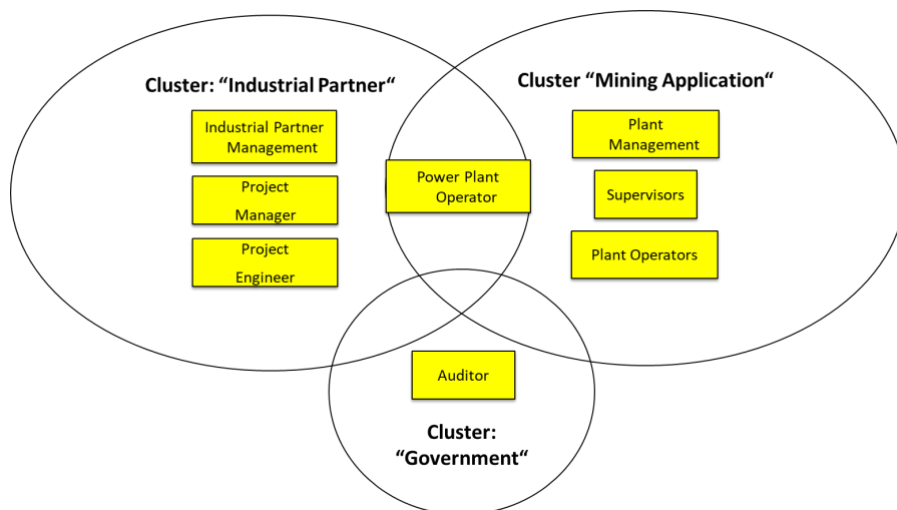 Cluster: “Industrial Partner“
Industrial Partner
Management
Project
Manager
Project
Engineer
Power Plant
Operator
Cluster “Mining Application“
Plant
Management
Supervisors
Plant Operators
Auditor
Cluster:
“Government“